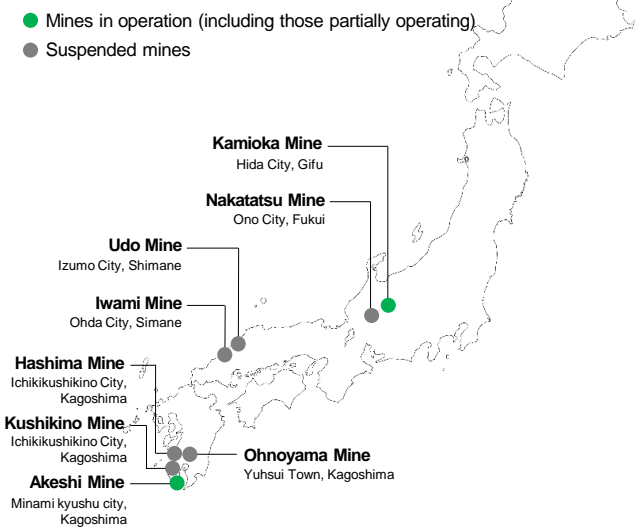 Mines in operation (including those partially operating)
Suspended mines
Kamioka Mine
Hida City, Gifu
Nakatatsu Mine
Ono City, Fukui
Udo Mine
Izumo City, Shimane
Iwami Mine
Ohda City, Simane
Hashima Mine
Ichikikushikino City,
Kagoshima
Kushikino Mine
Ichikikushikino City,
Kagoshima
Ohnoyama Mine
Yuhsui Town, Kagoshima
Akeshi Mine
Minami kyushu city,
Kagoshima